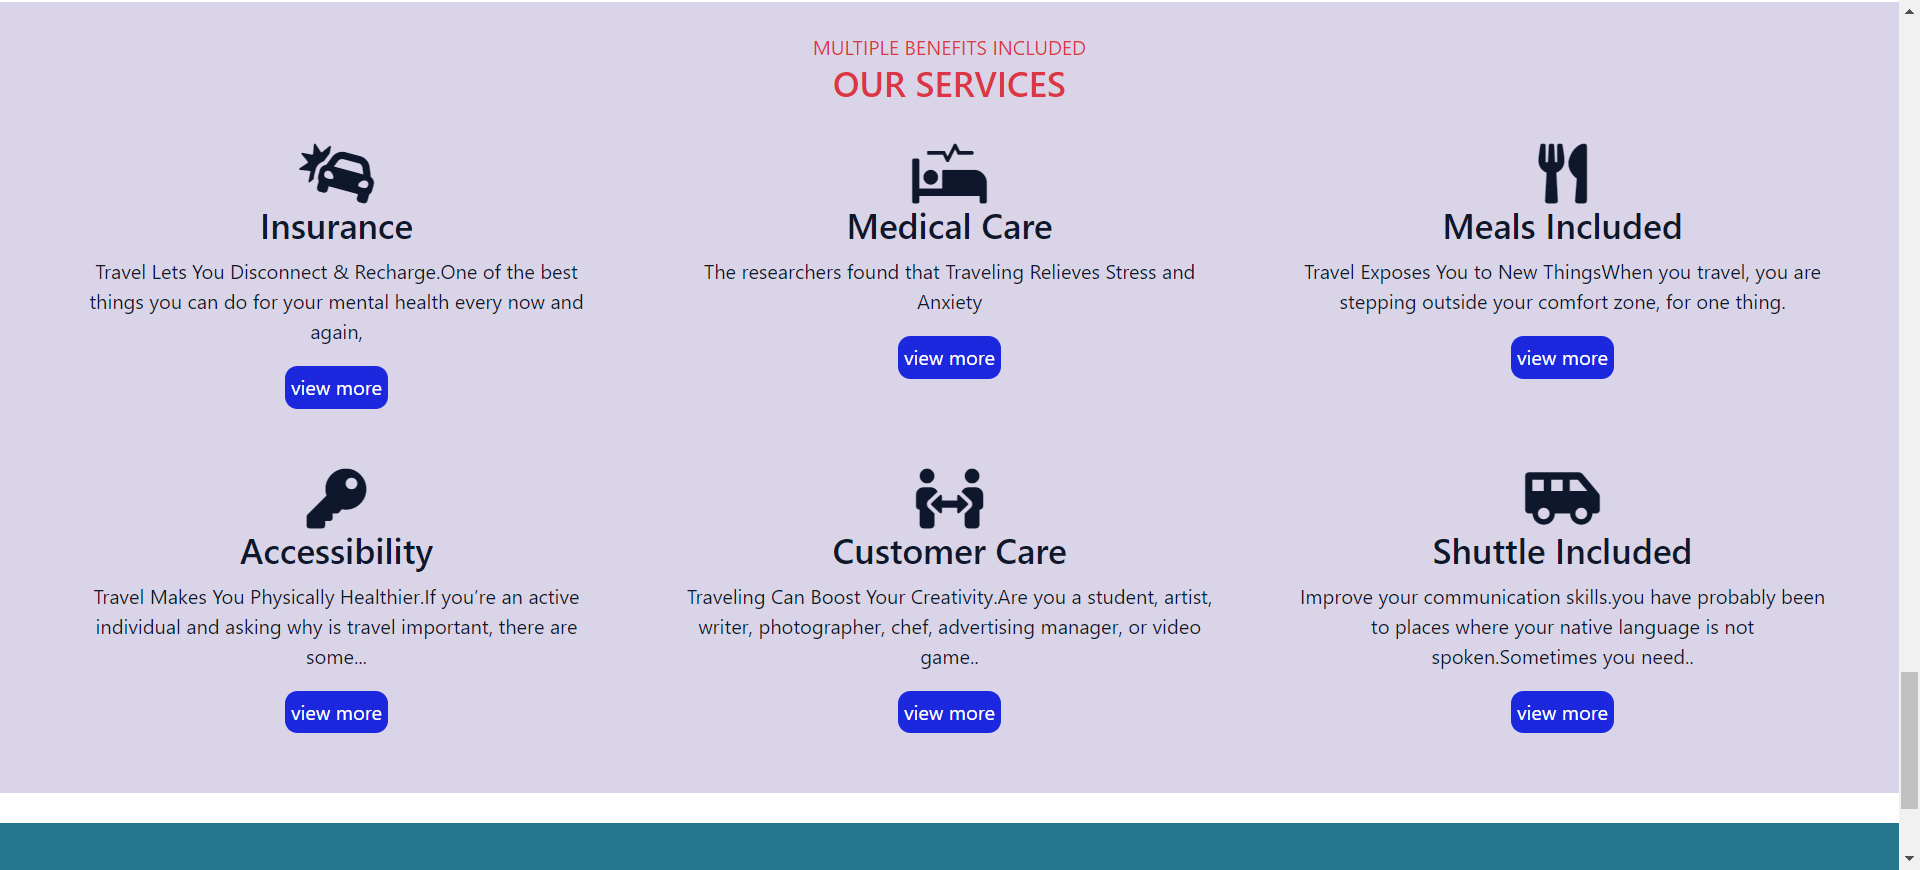 MULTIPLE BENEFITS INCLUDED
OUR SERVICES
Insurance
Travel Lets You Disconnect & Recharge.One of the best
things you can do for your mental health every now and
again,
view more
Medical Care
The researchers found that Traveling Relieves Stress and
Anxiety
view more
Meals Included
Travel Exposes You to New ThingsWhen you travel, you are
stepping outside your comfort zone, for one thing.
view more
Accessibility
Travel Makes You Physically Healthier.If you’re an active
individual and asking why is travel important, there are
some...
view more
Customer Care
Traveling Can Boost Your Creativity.Are you a student, artist,
writer, photographer, chef, advertising manager, or video
game..
view more
Shuttle Included
Improve your communication skills.you have probably been
to places where your native language is not
spoken.Sometimes you need..
view more